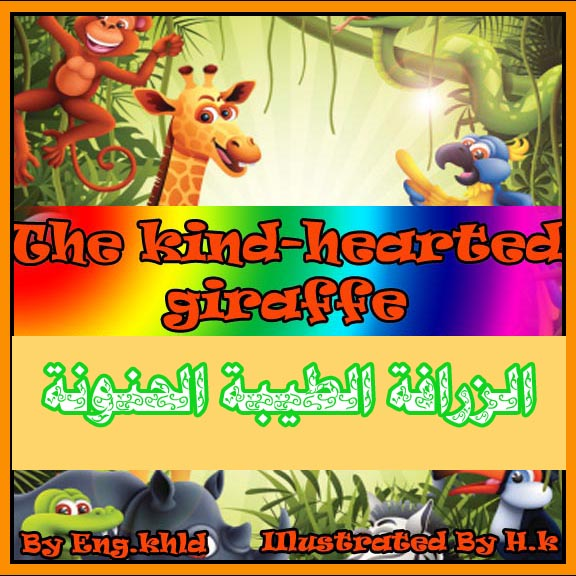 The kind-hearted
giraffe
الزرافة الطيبة الحنونة
By Eng.khld
Illustrated By H.k